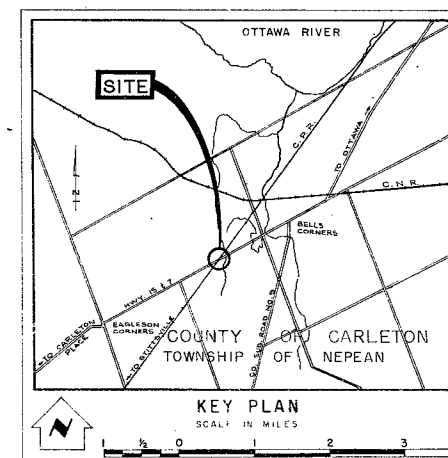 OTTAWA RIVER
SITE
C.P.R.
TO OTTAWA
C.N.R.
N
BELLS
CORNERS
HWY. 15 & 7
EAGLESON
CORNERS
TO CARLETON
PLACE
TO STITTSVILLE
CO. SUB. ROAD NO. 9
COUNTY OF CARLETON
TOWNSHIP OF NEPEAN
KEY PLAN
SCALE IN MILES
N
1 1/2 0 1 2 3